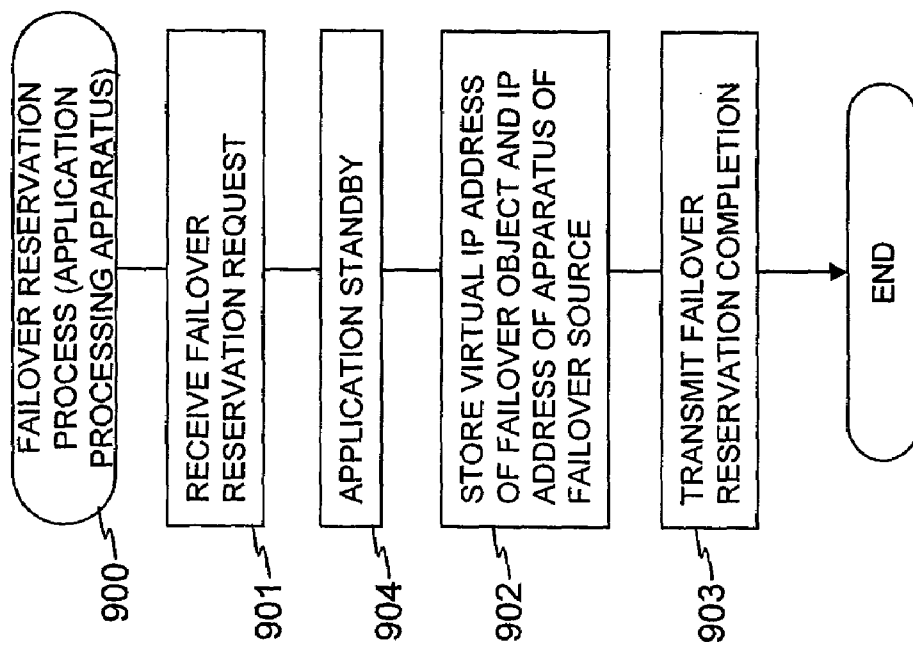 FAILOVER RESERVATION
PROCESS (APPLICATION
PROCESSING APPARATUS)
900
RECEIVE FAILOVER
RESERVATION REQUEST
901
APPLICATION STANDBY
904
STORE VIRTUAL IP ADDRESS
OF FAILOVER OBJECT AND IP
ADDRESS OF APPARATUS OF
FAILOVER SOURCE
902
TRANSMIT FAILOVER
RESERVATION COMPLETION
903
END